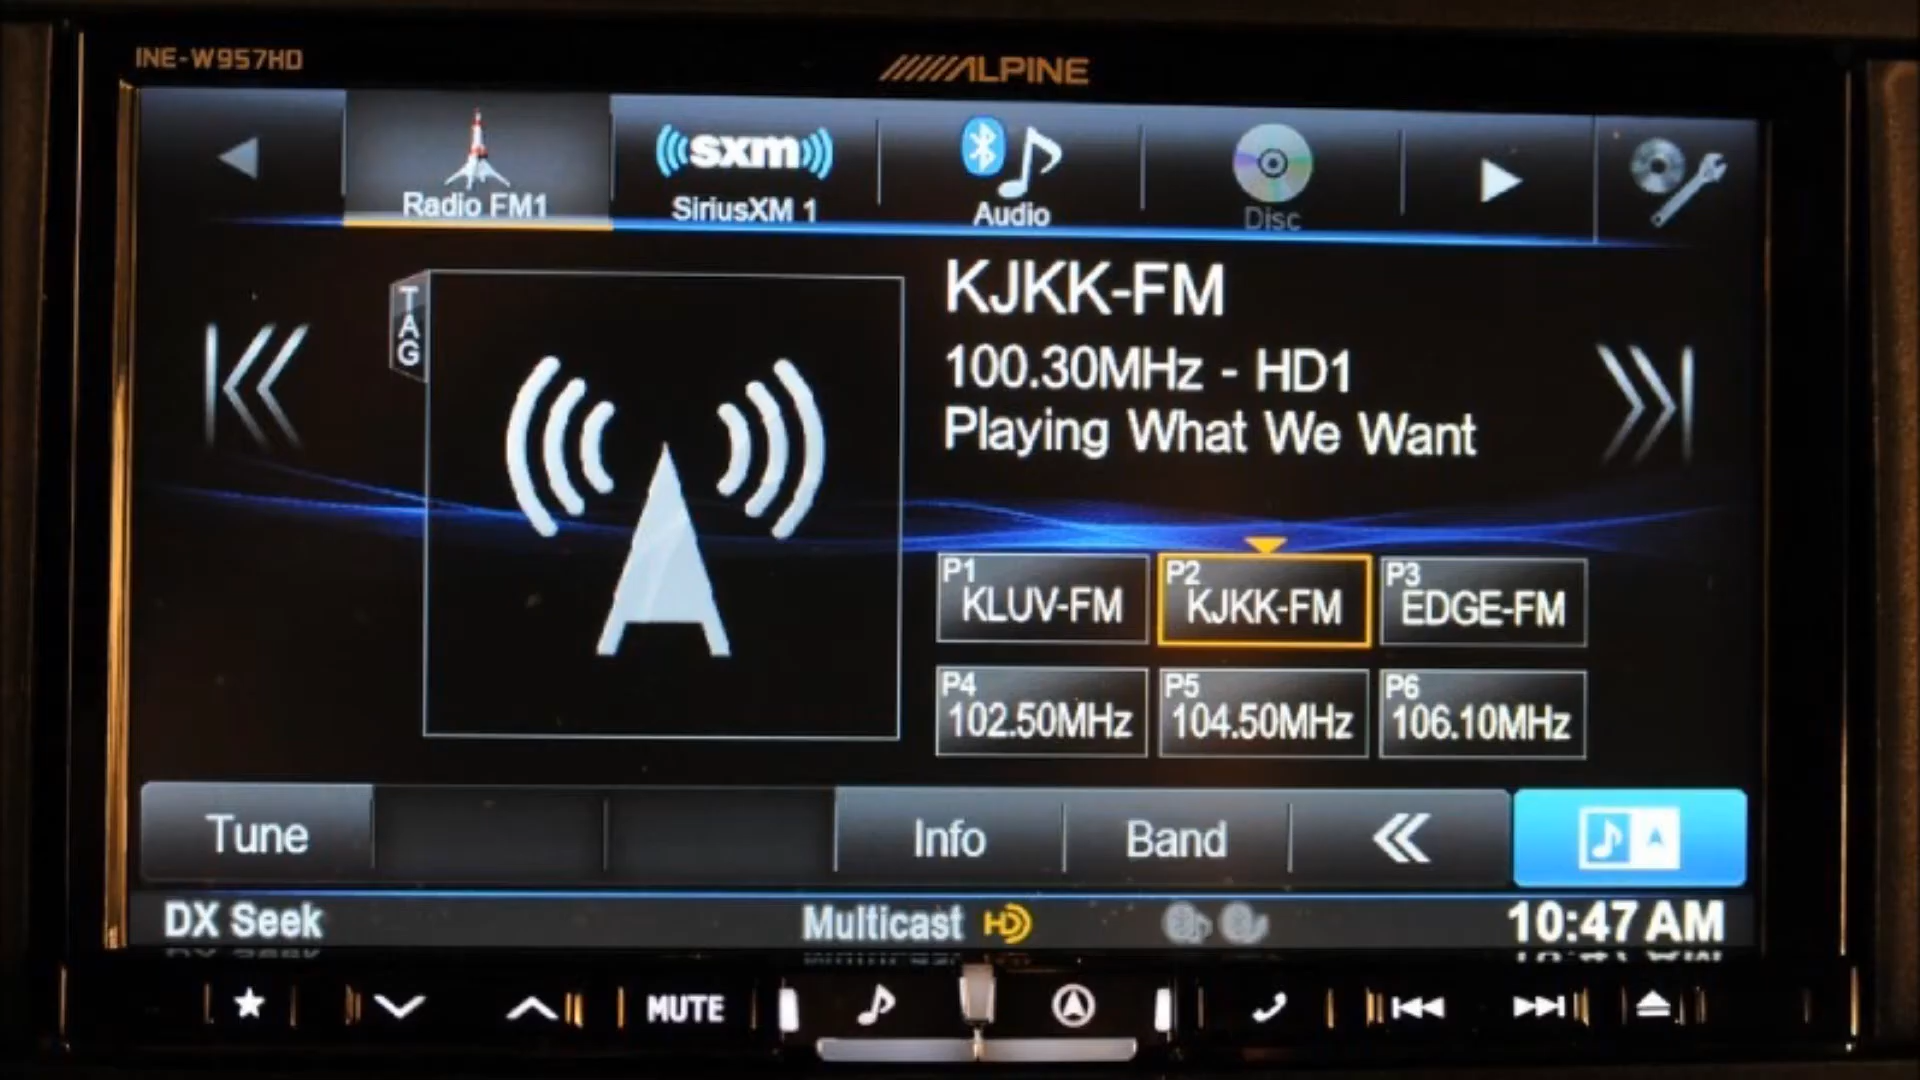 INE-W957HD
ALPINE
Radio FM1
sxm
SiriusXM 1
Audio
Disc
TAG
KJKK-FM
100.30MHz - HD1
Playing What We Want
P1
KLUV-FM
P2
KJKK-FM
P3
EDGE-FM
P4
102.50MHz
P5
104.50MHz
P6
106.10MHz
Tune
Info
Band
DX Seek
Multicast HD
10:47 AM
MUTE